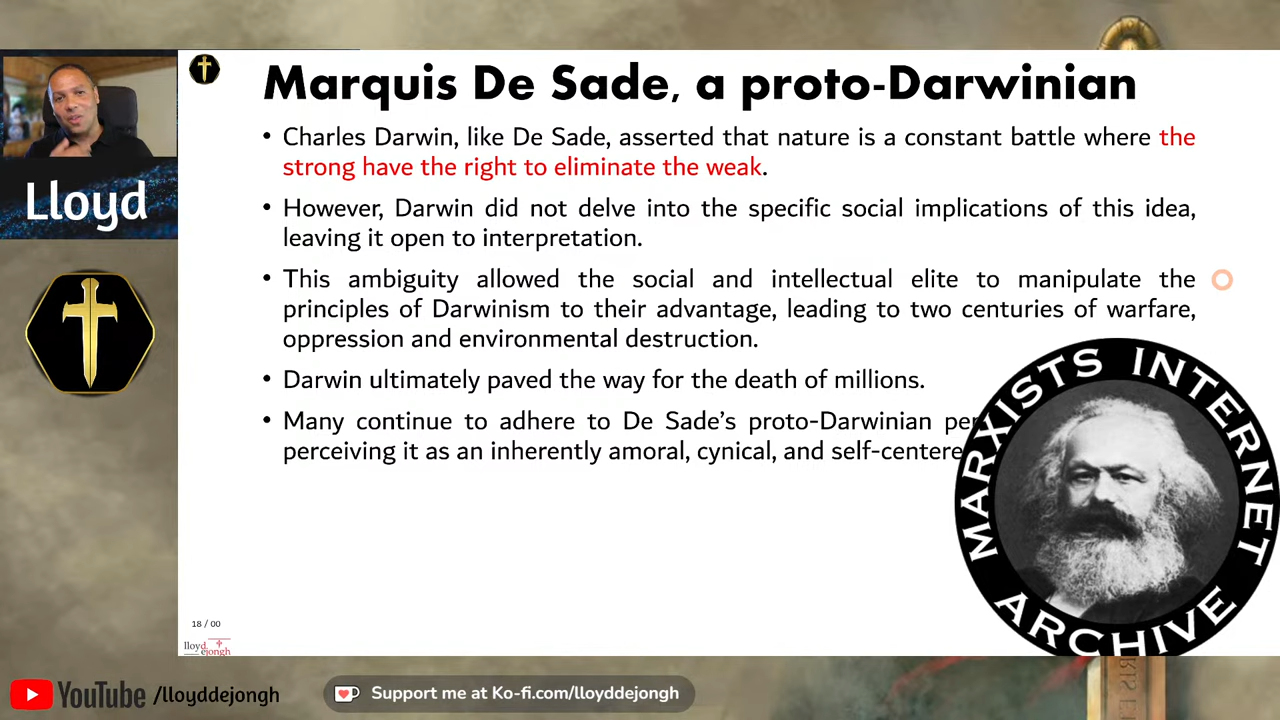 Marquis De Sade, a proto-Darwinian
• Charles Darwin, like De Sade, asserted that nature is a constant battle where the
strong have the right to eliminate the weak.
• However, Darwin did not delve into the specific social implications of this idea,
leaving it open to interpretation.
• This ambiguity allowed the social and intellectual elite to manipulate the
principles of Darwinism to their advantage, leading to two centuries of warfare,
oppression and environmental destruction.
• Darwin ultimately paved the way for the death of millions.
• Many continue to adhere to De Sade’s proto-Darwinian
perceiving it as an inherently amoral, cynical, and
Lloyd
MARXISTS INTERNET
ARCHIVE
18 / 00
lloyd
ejongh
YouTube /lloyddejongh
Support me at Ko-fi.com/lloyddejongh